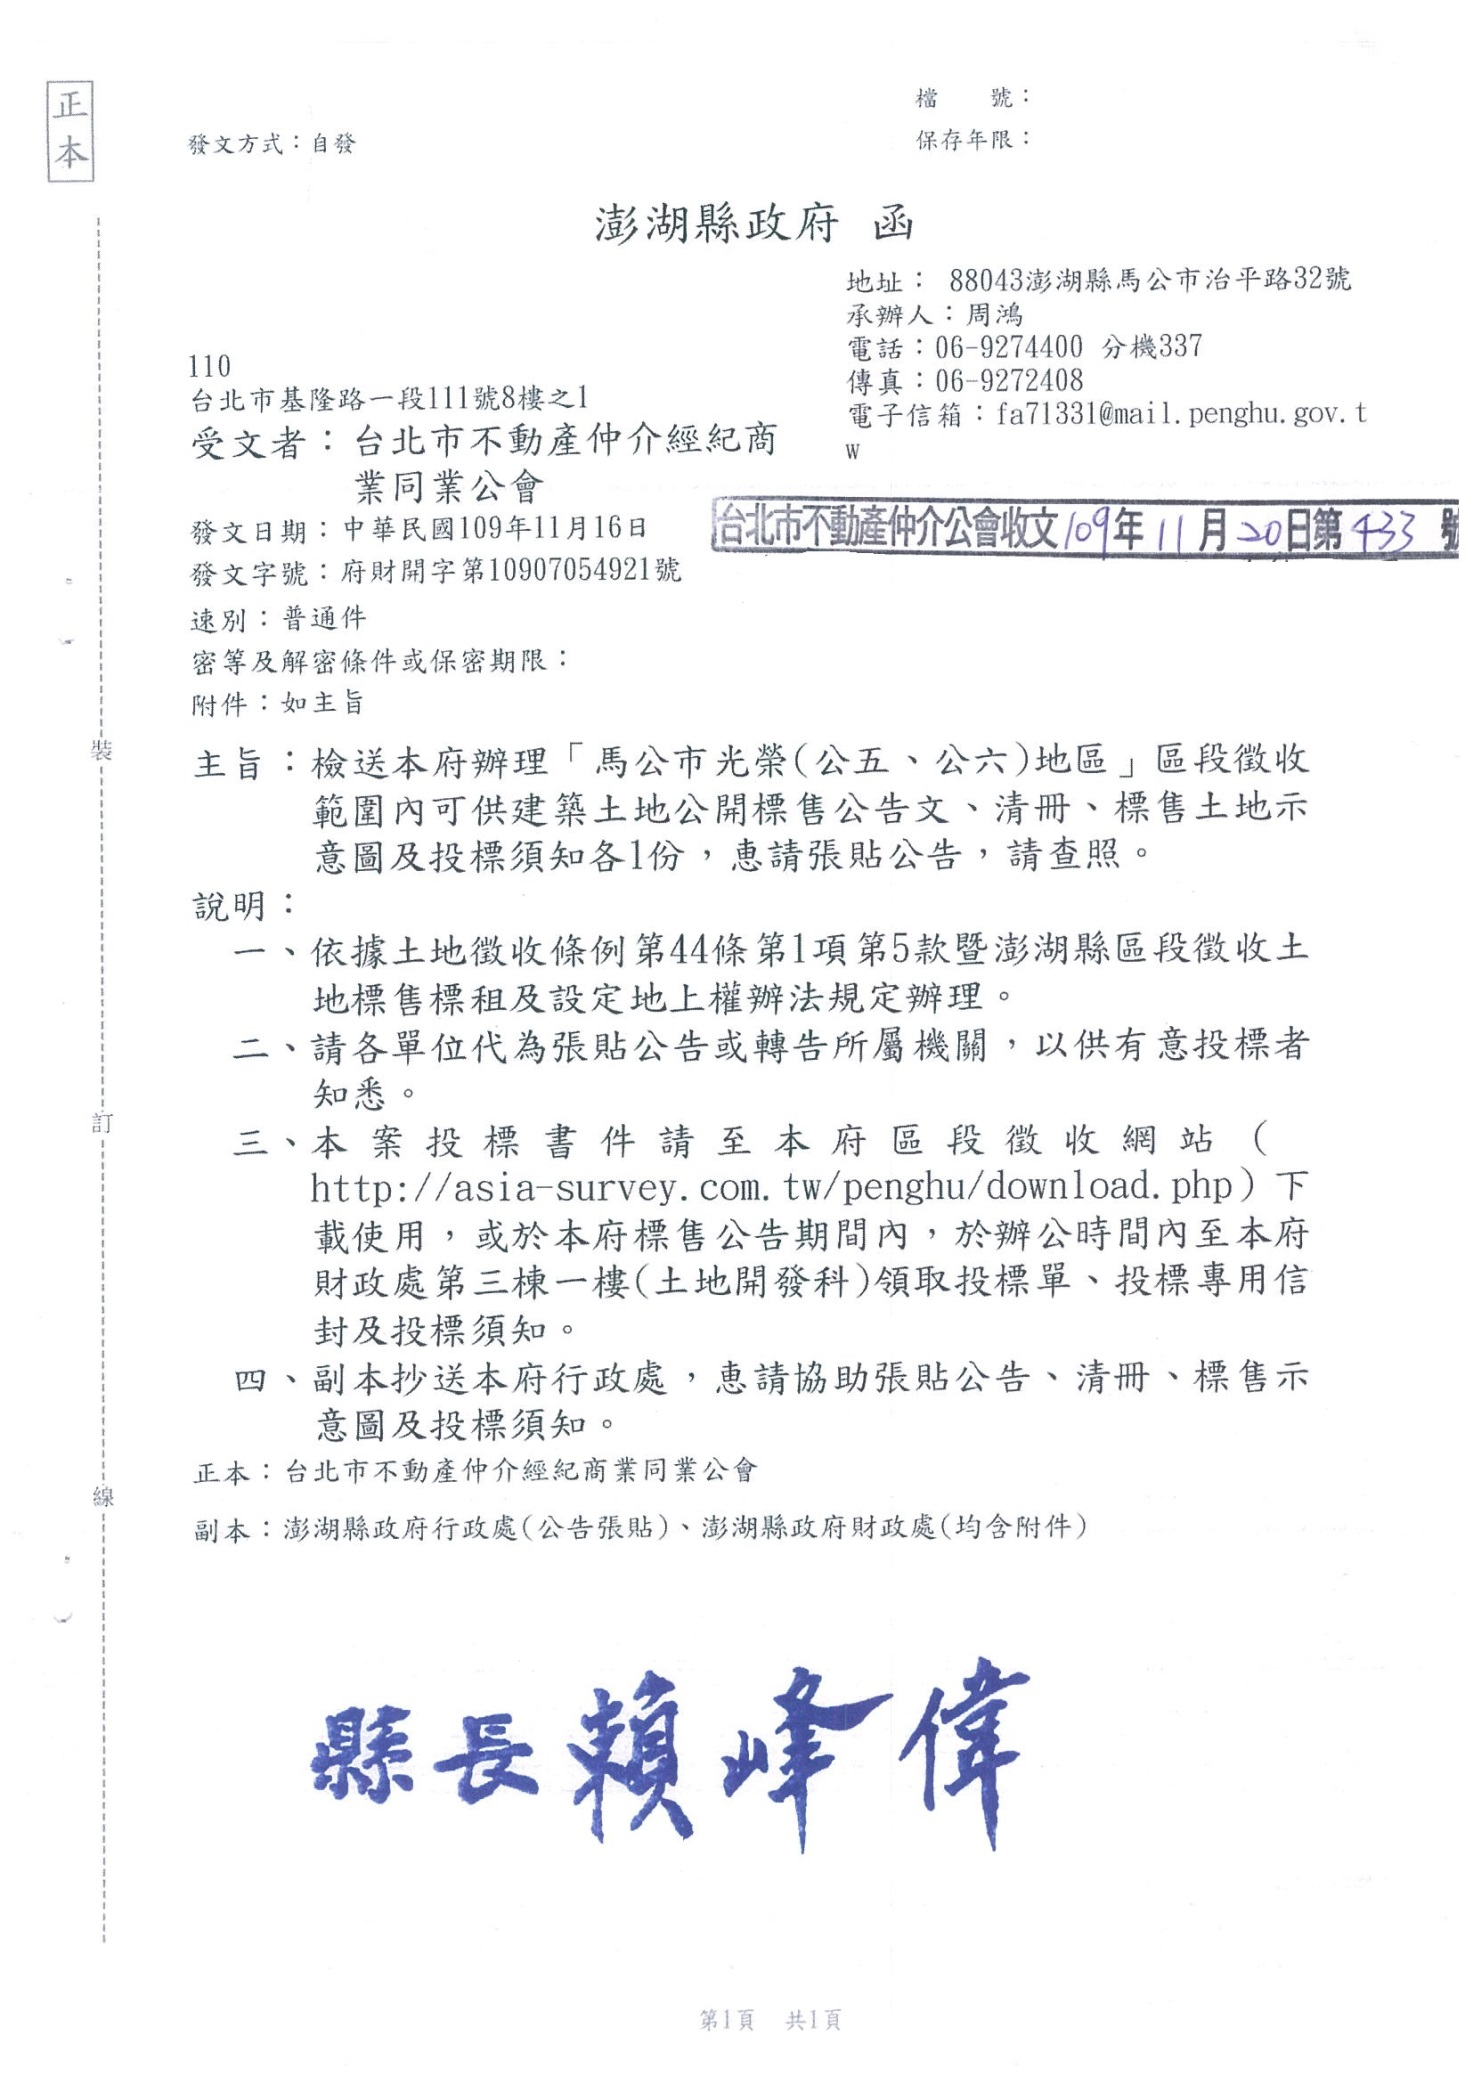 正本
檔　　號：
保存年限：
發文方式：自發
澎湖縣政府 函
地址： 88043澎湖縣馬公市治平路32號
承辦人：周鴻
電話：06-9274400 分機337
傳真：06-9272408
電子信箱：fa71331@mail.penghu.gov.t
w
110
台北市基隆路一段111號8樓之1
受文者：台北市不動產仲介經紀商
業同業公會
台北市不動產仲介公會收文109年11月20日第433號
發文日期：中華民國109年11月16日
發文字號：府財開字第10907054921號
速別：普通件
密等及解密條件或保密期限：
附件：如主旨
主旨：檢送本府辦理「馬公市光榮(公五、公六)地區」區段徵收
範圍內可供建築土地公開標售公告文、清冊、標售土地示
意圖及投標須知各1份，惠請張貼公告，請查照。
說明：
一、依據土地徵收條例第44條第1項第5款暨澎湖縣區段徵收土
地標售標租及設定地上權辦法規定辦理。
二、請各單位代為張貼公告或轉告所屬機關，以供有意投標者
知悉。
三、本案投標書件請至本府區段徵收網站（
http://asia-survey.com.tw/penghu/download.php）下
載使用，或於本府標售公告期間內，於辦公時間內至本府
財政處第三棟一樓(土地開發科)領取投標單、投標專用信
封及投標須知。
四、副本抄送本府行政處，惠請協助張貼公告、清冊、標售示
意圖及投標須知。
正本：台北市不動產仲介經紀商業同業公會
副本：澎湖縣政府行政處(公告張貼)、澎湖縣政府財政處(均含附件)
裝
訂
線
縣長賴峰偉
第1頁　共1頁